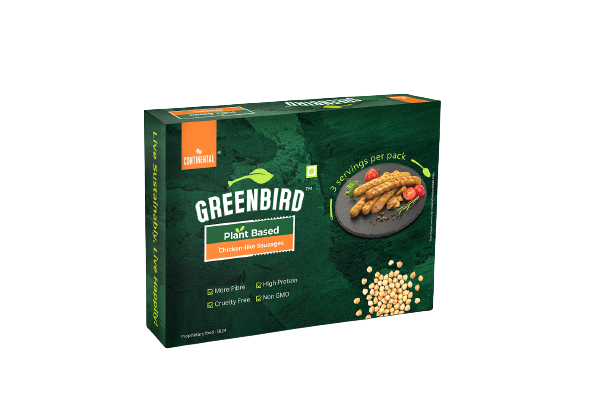 CONTINENTAL
GREENBIRD™
Plant Based
Chicken like Sausages
3 servings per pack
More Fibre
High Protein
Cruelty Free
Non GMO
Live Sustainably, Live Happily!